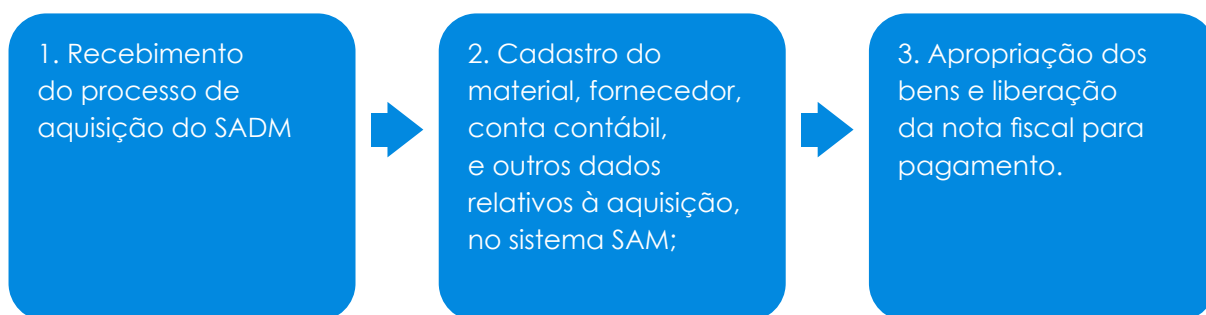 1. Recebimento
do processo de
aquisição do SADM
2. Cadastro do
material, fornecedor,
conta contábil,
e outros dados
relativos à aquisição,
no sistema SAM;
3. Apropriação dos
bens e liberação
da nota fiscal para
pagamento.